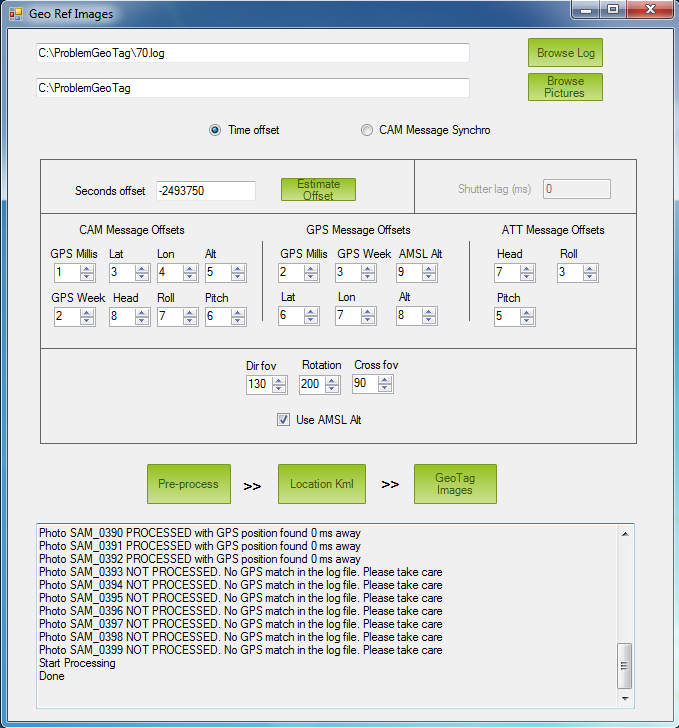 Geo Ref Images
C:\ProblemGeoTag\70.log
Browse Log
C:\ProblemGeoTag
Browse
Pictures
Time offset
CAM Message Synchro
Seconds offset
-2493750
Estimate
Offset
Shutter lag (ms)
0
CAM Message Offsets
GPS Millis Lat Lon Alt
1 3 4 5
GPS Week Head Roll Pitch
2 8 7 6
GPS Message Offsets
GPS Millis GPS Week AMSL Alt
2 3 9
Lat Lon Alt
6 7 8
ATT Message Offsets
Head Roll
7 3
Pitch
5
Dir fov Rotation Cross fov
130 200 90
Use AMSL Alt
Pre-process >> Location Kml >> GeoTag
Images
Photo SAM_0390 PROCESSED with GPS position found 0 ms away
Photo SAM_0391 PROCESSED with GPS position found 0 ms away
Photo SAM_0392 PROCESSED with GPS position found 0 ms away
Photo SAM_0393 NOT PROCESSED. No GPS match in the log file. Please take care
Photo SAM_0394 NOT PROCESSED. No GPS match in the log file. Please take care
Photo SAM_0395 NOT PROCESSED. No GPS match in the log file. Please take care
Photo SAM_0396 NOT PROCESSED. No GPS match in the log file. Please take care
Photo SAM_0397 NOT PROCESSED. No GPS match in the log file. Please take care
Photo SAM_0398 NOT PROCESSED. No GPS match in the log file. Please take care
Photo SAM_0399 NOT PROCESSED. No GPS match in the log file. Please take care
Start Processing
Done